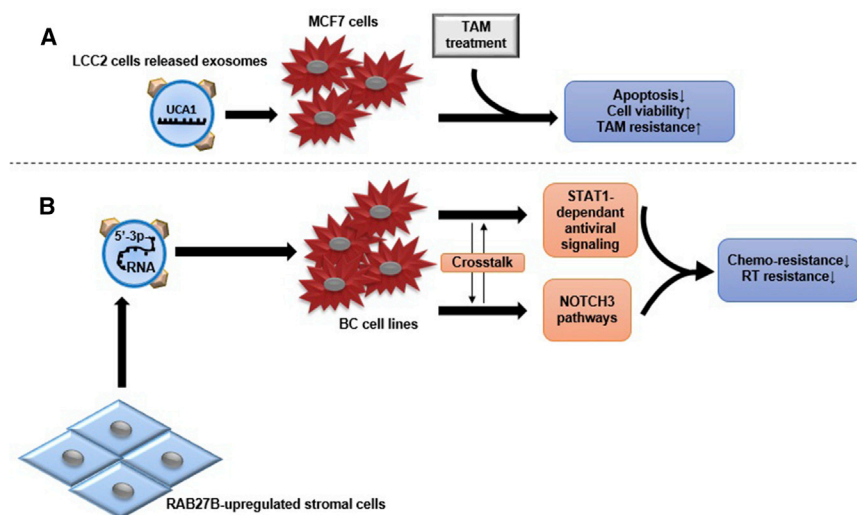 A
LCC2 cells released exosomes
UCA1
MCF7 cells
TAM
treatment
Apoptosis↓
Cell viability↑
TAM resistance↑
B
5'-3p-
RNA
BC cell lines
Crosstalk
STAT1-
dependant
antiviral
signaling
NOTCH3
pathways
Chemo-resistance↓
RT resistance↓
RAB27B-upregulated stromal cells